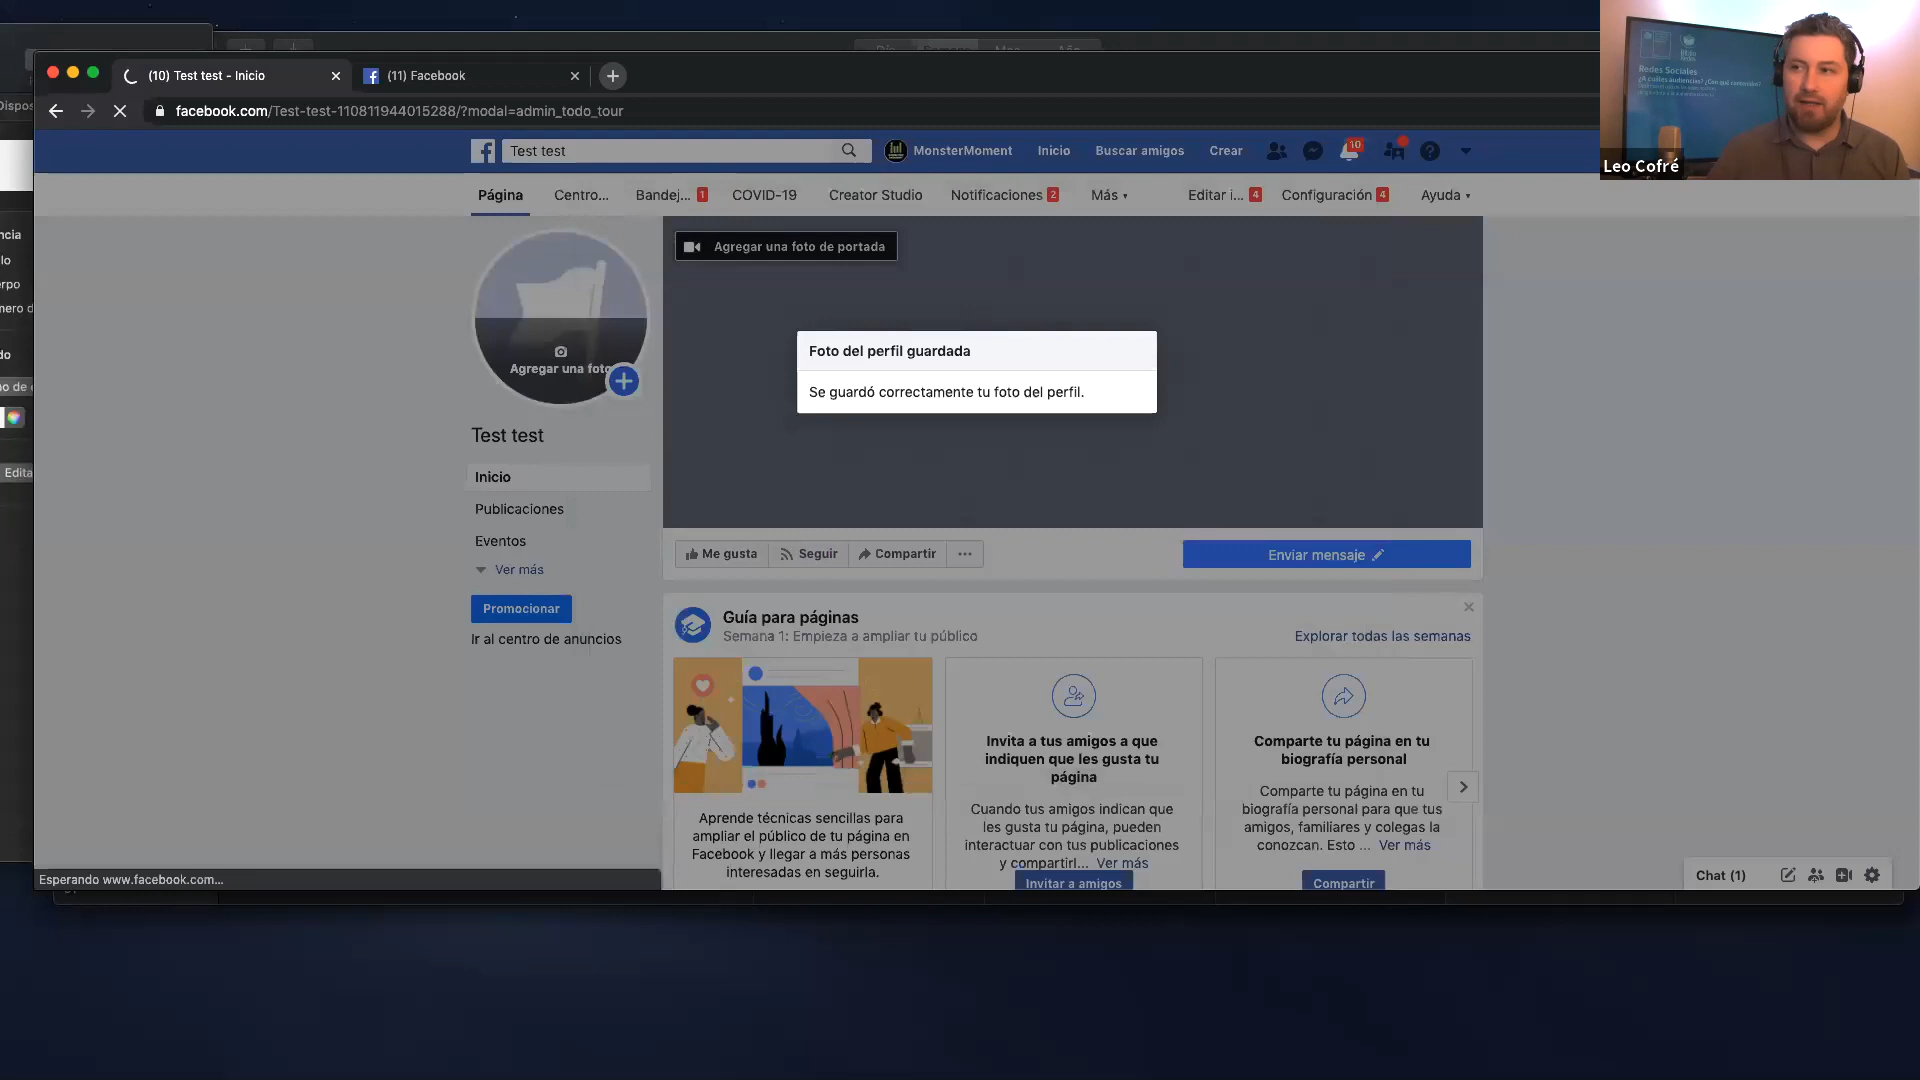 (10) Test test - Inicio
(11) Facebook
facebook.com/Test-test-110811944015288/?modal=admin_todo_tour
Test test
MonsterMoment
Inicio
Buscar amigos
Crear
10
Página
Centro...
Bandej... 1
COVID-19
Creator Studio
Notificaciones 2
Más
Editar i... 4
Configuración 4
Ayuda
Redes Sociales
¿A cuáles audiencias? ¿Con qué contenidos?
Leo Cofré
Agregar una foto de portada
Agregar una foto
Foto del perfil guardada
Se guardó correctamente tu foto del perfil.
Test test
Inicio
Publicaciones
Eventos
Ver más
Promocionar
Ir al centro de anuncios
Me gusta
Seguir
Compartir
...
Enviar mensaje
Guía para páginas
Semana 1: Empieza a ampliar tu público
Explorar todas las semanas
Aprende técnicas sencillas para
ampliar el público de tu página en
Facebook y llegar a más personas
interesadas en seguirla.
Invita a tus amigos a que
indiquen que les gusta tu
página
Cuando tus amigos indican que
les gusta tu página, pueden
interactuar con tus publicaciones
y compartirl... Ver más
Invitar a amigos
Comparte tu página en tu
biografía personal
Comparte tu página en tu
biografía personal para que tus
amigos, familiares y colegas la
conozcan. Esto ... Ver más
Compartir
Chat (1)
Esperando www.facebook.com...